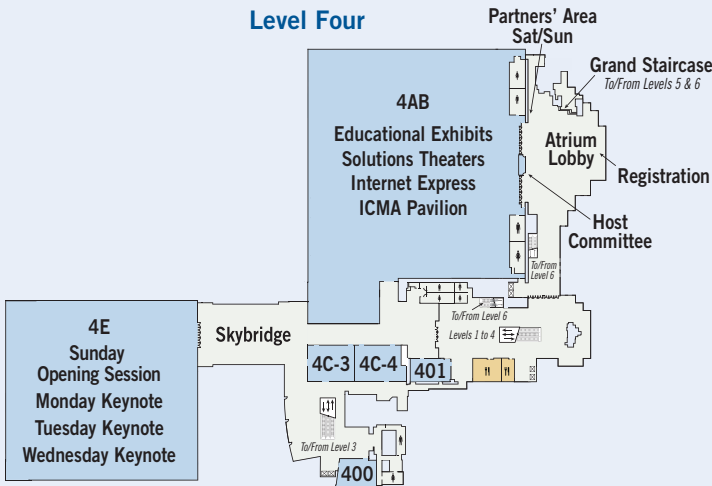 Level Four
Partners' Area
Sat/Sun
Grand Staircase
To/From Levels 5 & 6
4AB
Educational Exhibits
Solutions Theaters
Internet Express
ICMA Pavilion
Atrium
Lobby
Registration
Host
Committee
To/From
Level 6
To/From Level 6
Levels 1 to 4
4E
Sunday
Opening Session
Monday Keynote
Tuesday Keynote
Wednesday Keynote
Skybridge
4C-3
4C-4
401
To/From Level 3
400